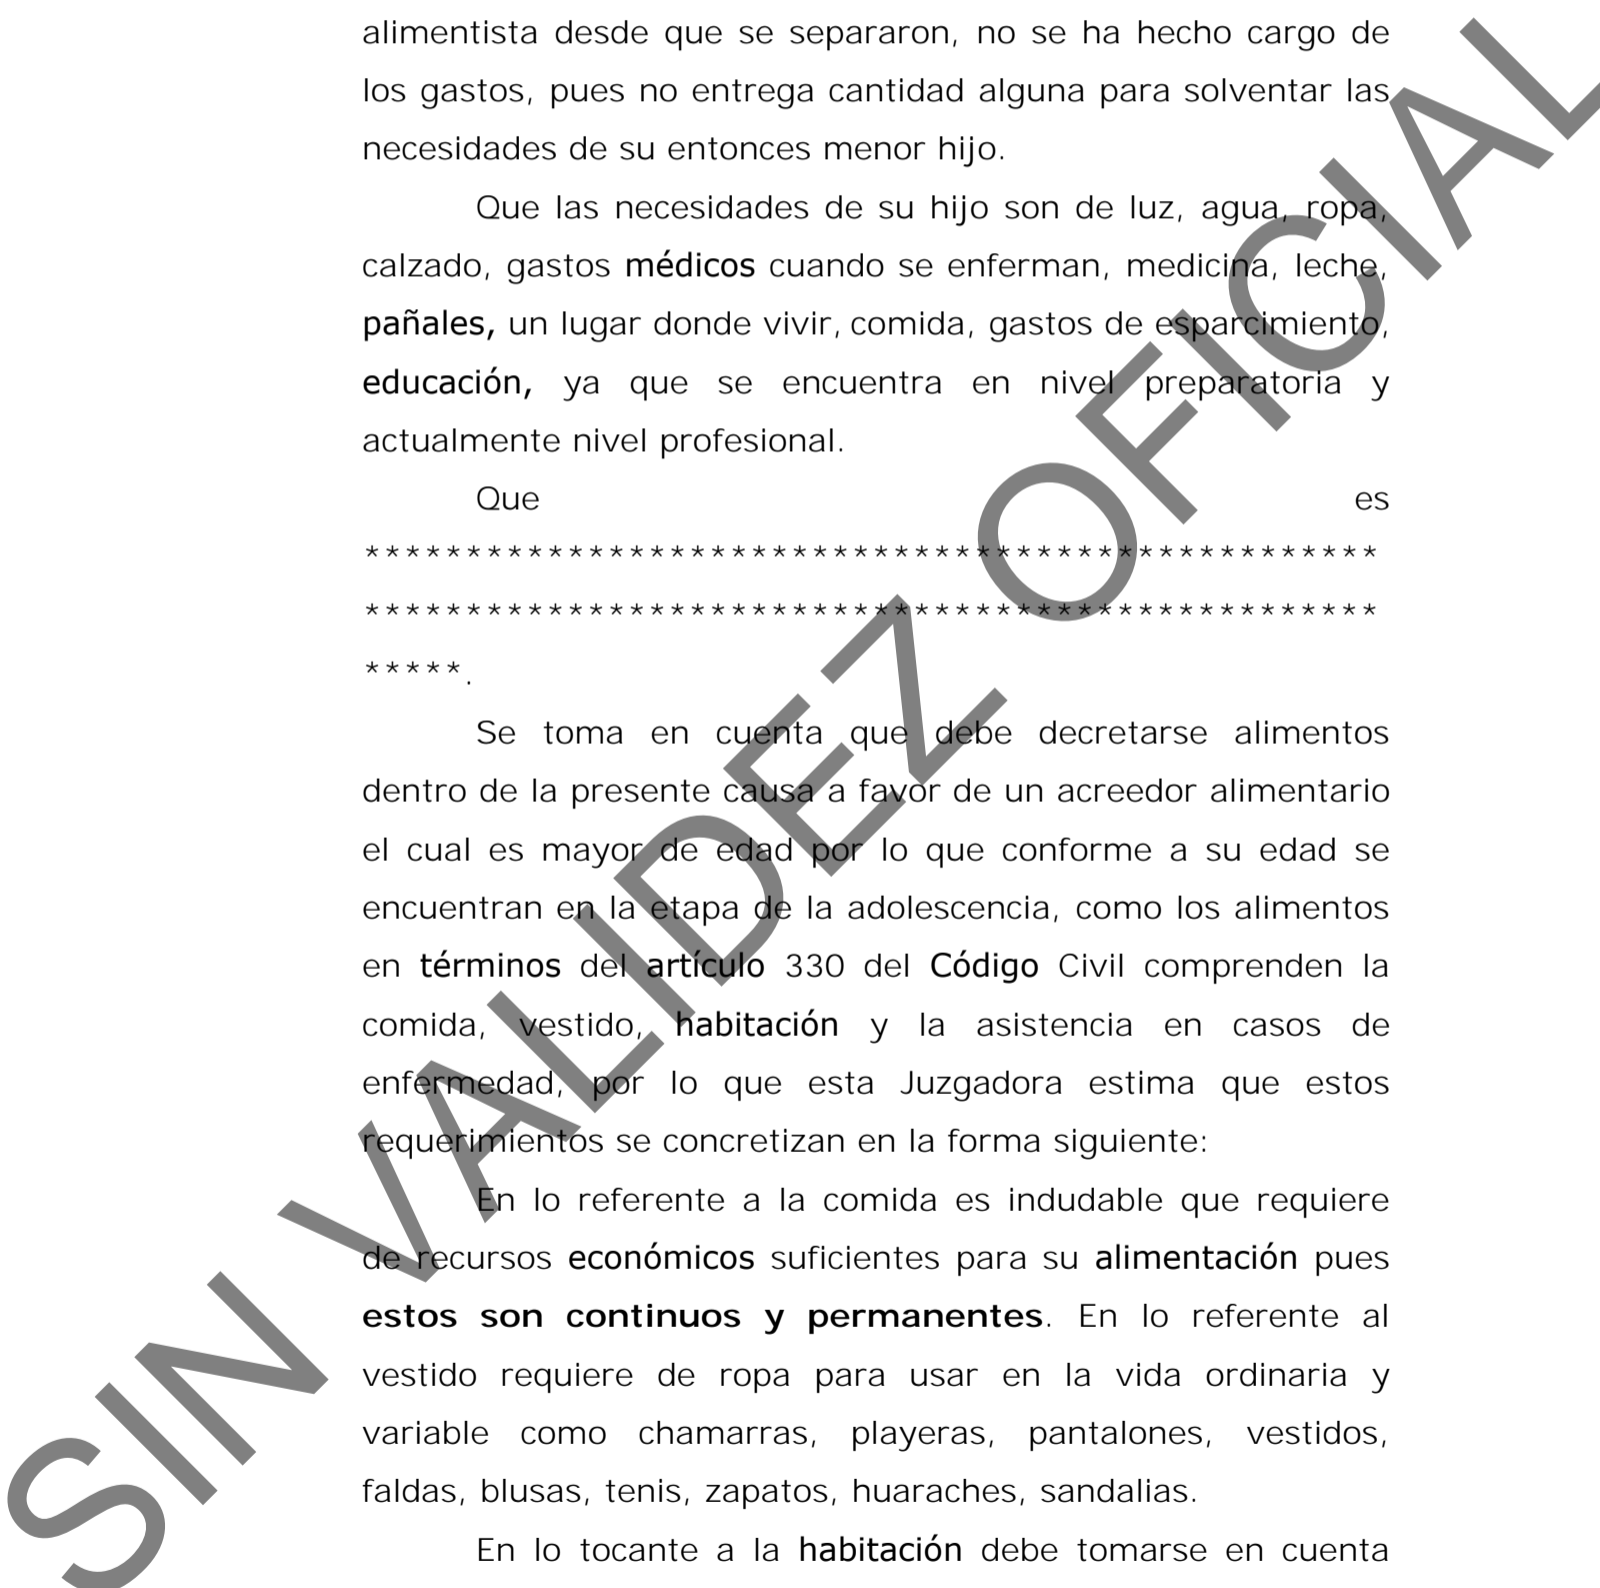 alimentista desde que se separaron, no se ha hecho cargo de
los gastos, pues no entrega cantidad alguna para solventar las
necesidades de su entonces menor hijo.
Que las necesidades de su hijo son de luz, agua, ropa,
calzado, gastos médicos cuando se enferman, medicina, leche,
pañales, un lugar donde vivir, comida, gastos de esparcimiento,
educación, ya que se encuentra en nivel preparatoria y
actualmente nivel profesional.
Que es
**************************************************
**************************************************
*****.
Se toma en cuenta que debe decretarse alimentos
dentro de la presente causa a favor de un acreedor alimentario
el cual es mayor de edad por lo que conforme a su edad se
encuentran en la etapa de la adolescencia, como los alimentos
en términos del artículo 330 del Código Civil comprenden la
comida, vestido, habitación y la asistencia en casos de
enfermedad, por lo que esta Juzgadora estima que estos
requerimientos se concretizan en la forma siguiente:
En lo referente a la comida es indudable que requiere
de recursos económicos suficientes para su alimentación pues
estos son continuos y permanentes. En lo referente al
vestido requiere de ropa para usar en la vida ordinaria y
variable como chamarras, playeras, pantalones, vestidos,
faldas, blusas, tenis, zapatos, huaraches, sandalias.
En lo tocante a la habitación debe tomarse en cuenta
SIN VALIDEZ OFICIAL